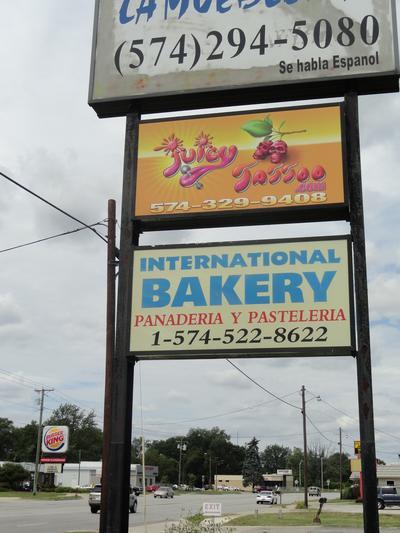 (574)294-5080
Se habla Espanol
Juicy
Tattoo
.com
574-329-9408
INTERNATIONAL
BAKERY
PANADERIA Y PASTELERIA
1-574-522-8622
BURGER
KING
EXIT